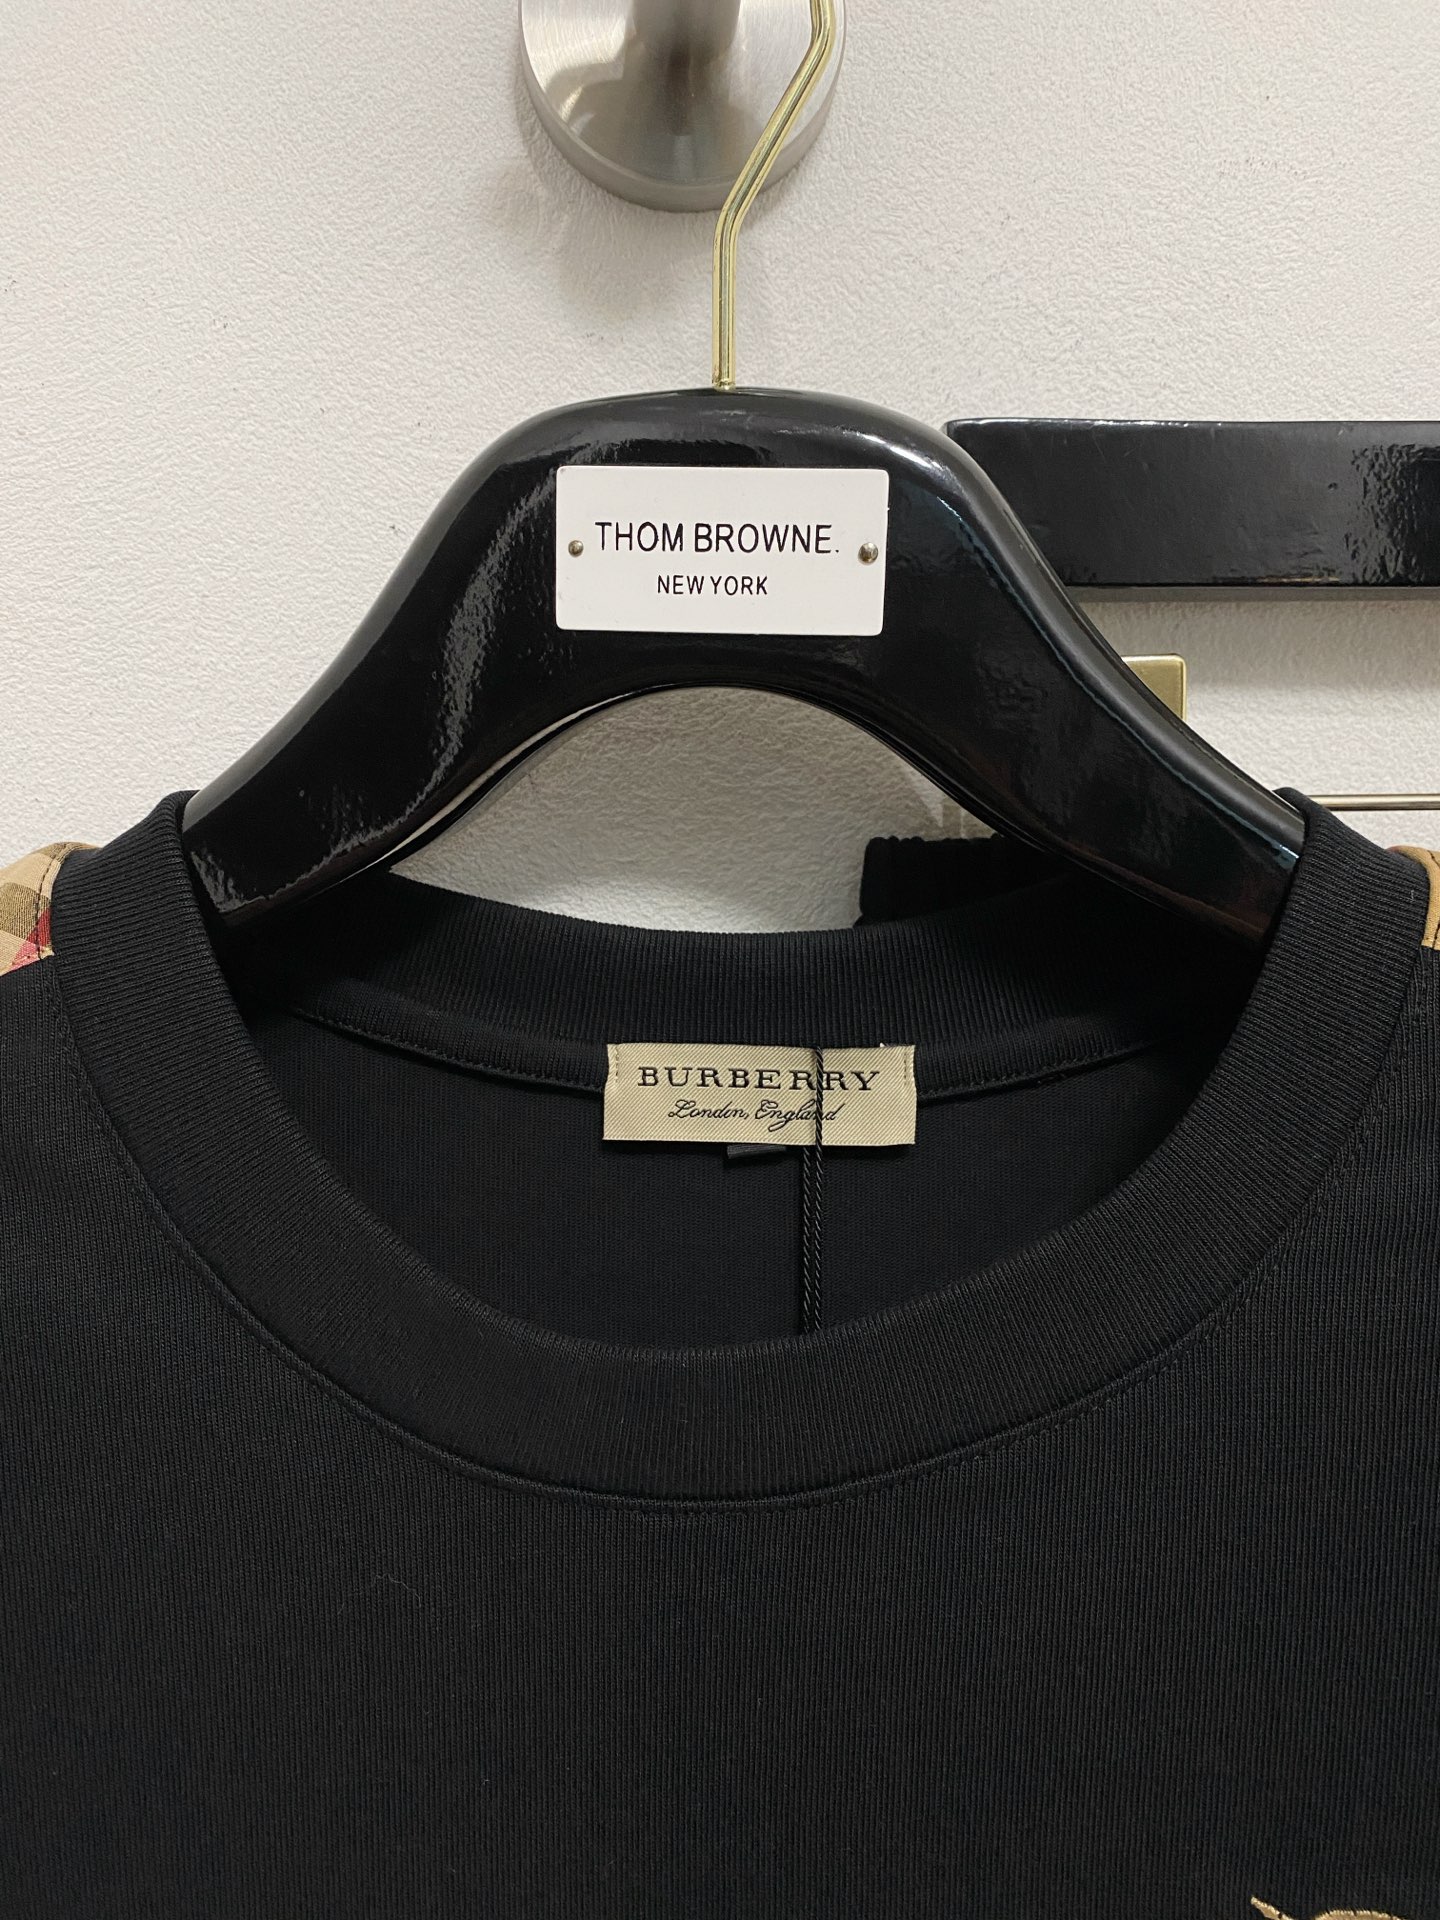 THOM BROWNE.
NEW YORK
BURBERRY
London, England